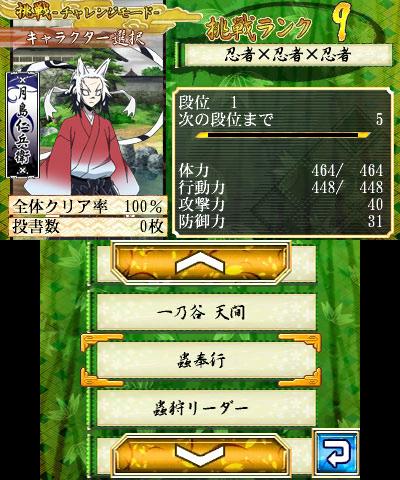 挑戦 -チャレンジモード-
キャラクター選択
月島仁兵衛
全体クリア率 100%
投書数 0枚
挑戦ランク 9
忍者×忍者×忍者
段位 1
次の段位まで 5
体力 464/ 464
行動力 448/ 448
攻撃力 40
防御力 31
一乃谷 天間
蟲奉行
蟲狩リーダー